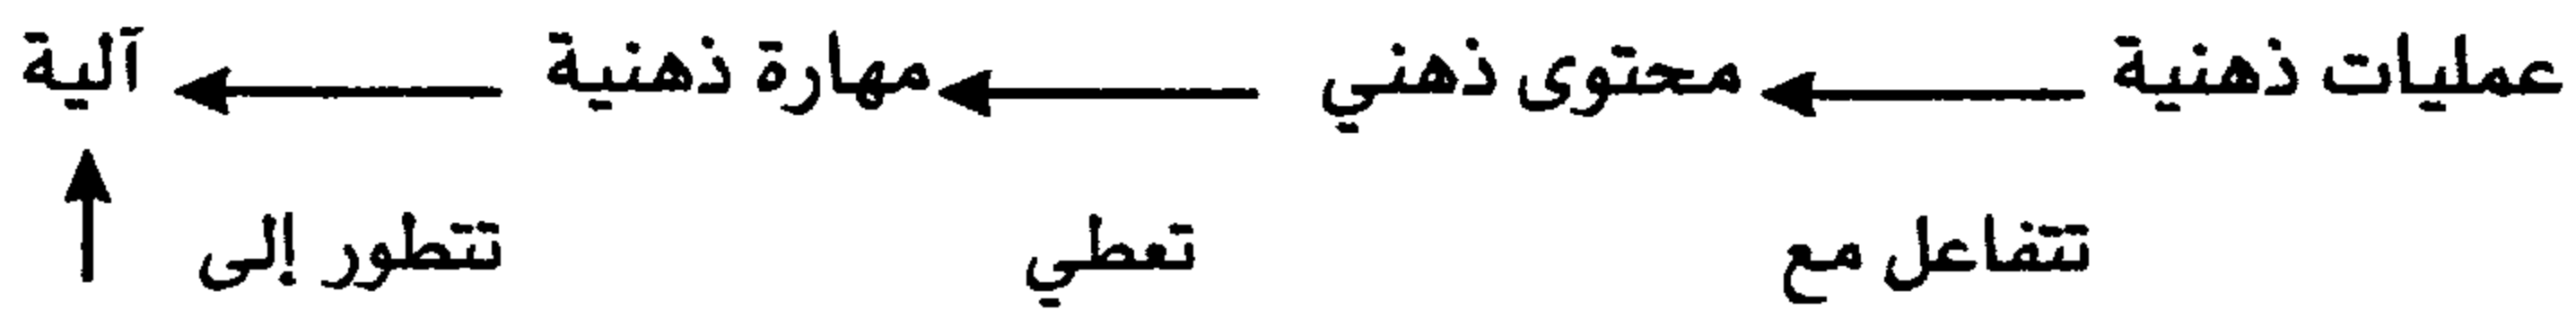 عمليات ذهنية محتوى ذهني مهارة ذهنية آلية
تتفاعل مع تعطي تتطور إلى